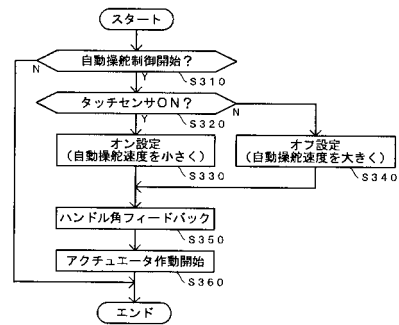 スタート
自動操舵制御開始？
N
Y
S310
タッチセンサON？
N
Y
S320
オン設定
(自動操舵速度を小さく)
S330
オフ設定
(自動操舵速度を大きく)
S340
ハンドル角フィードバック
S350
アクチュエータ作動開始
S360
エンド